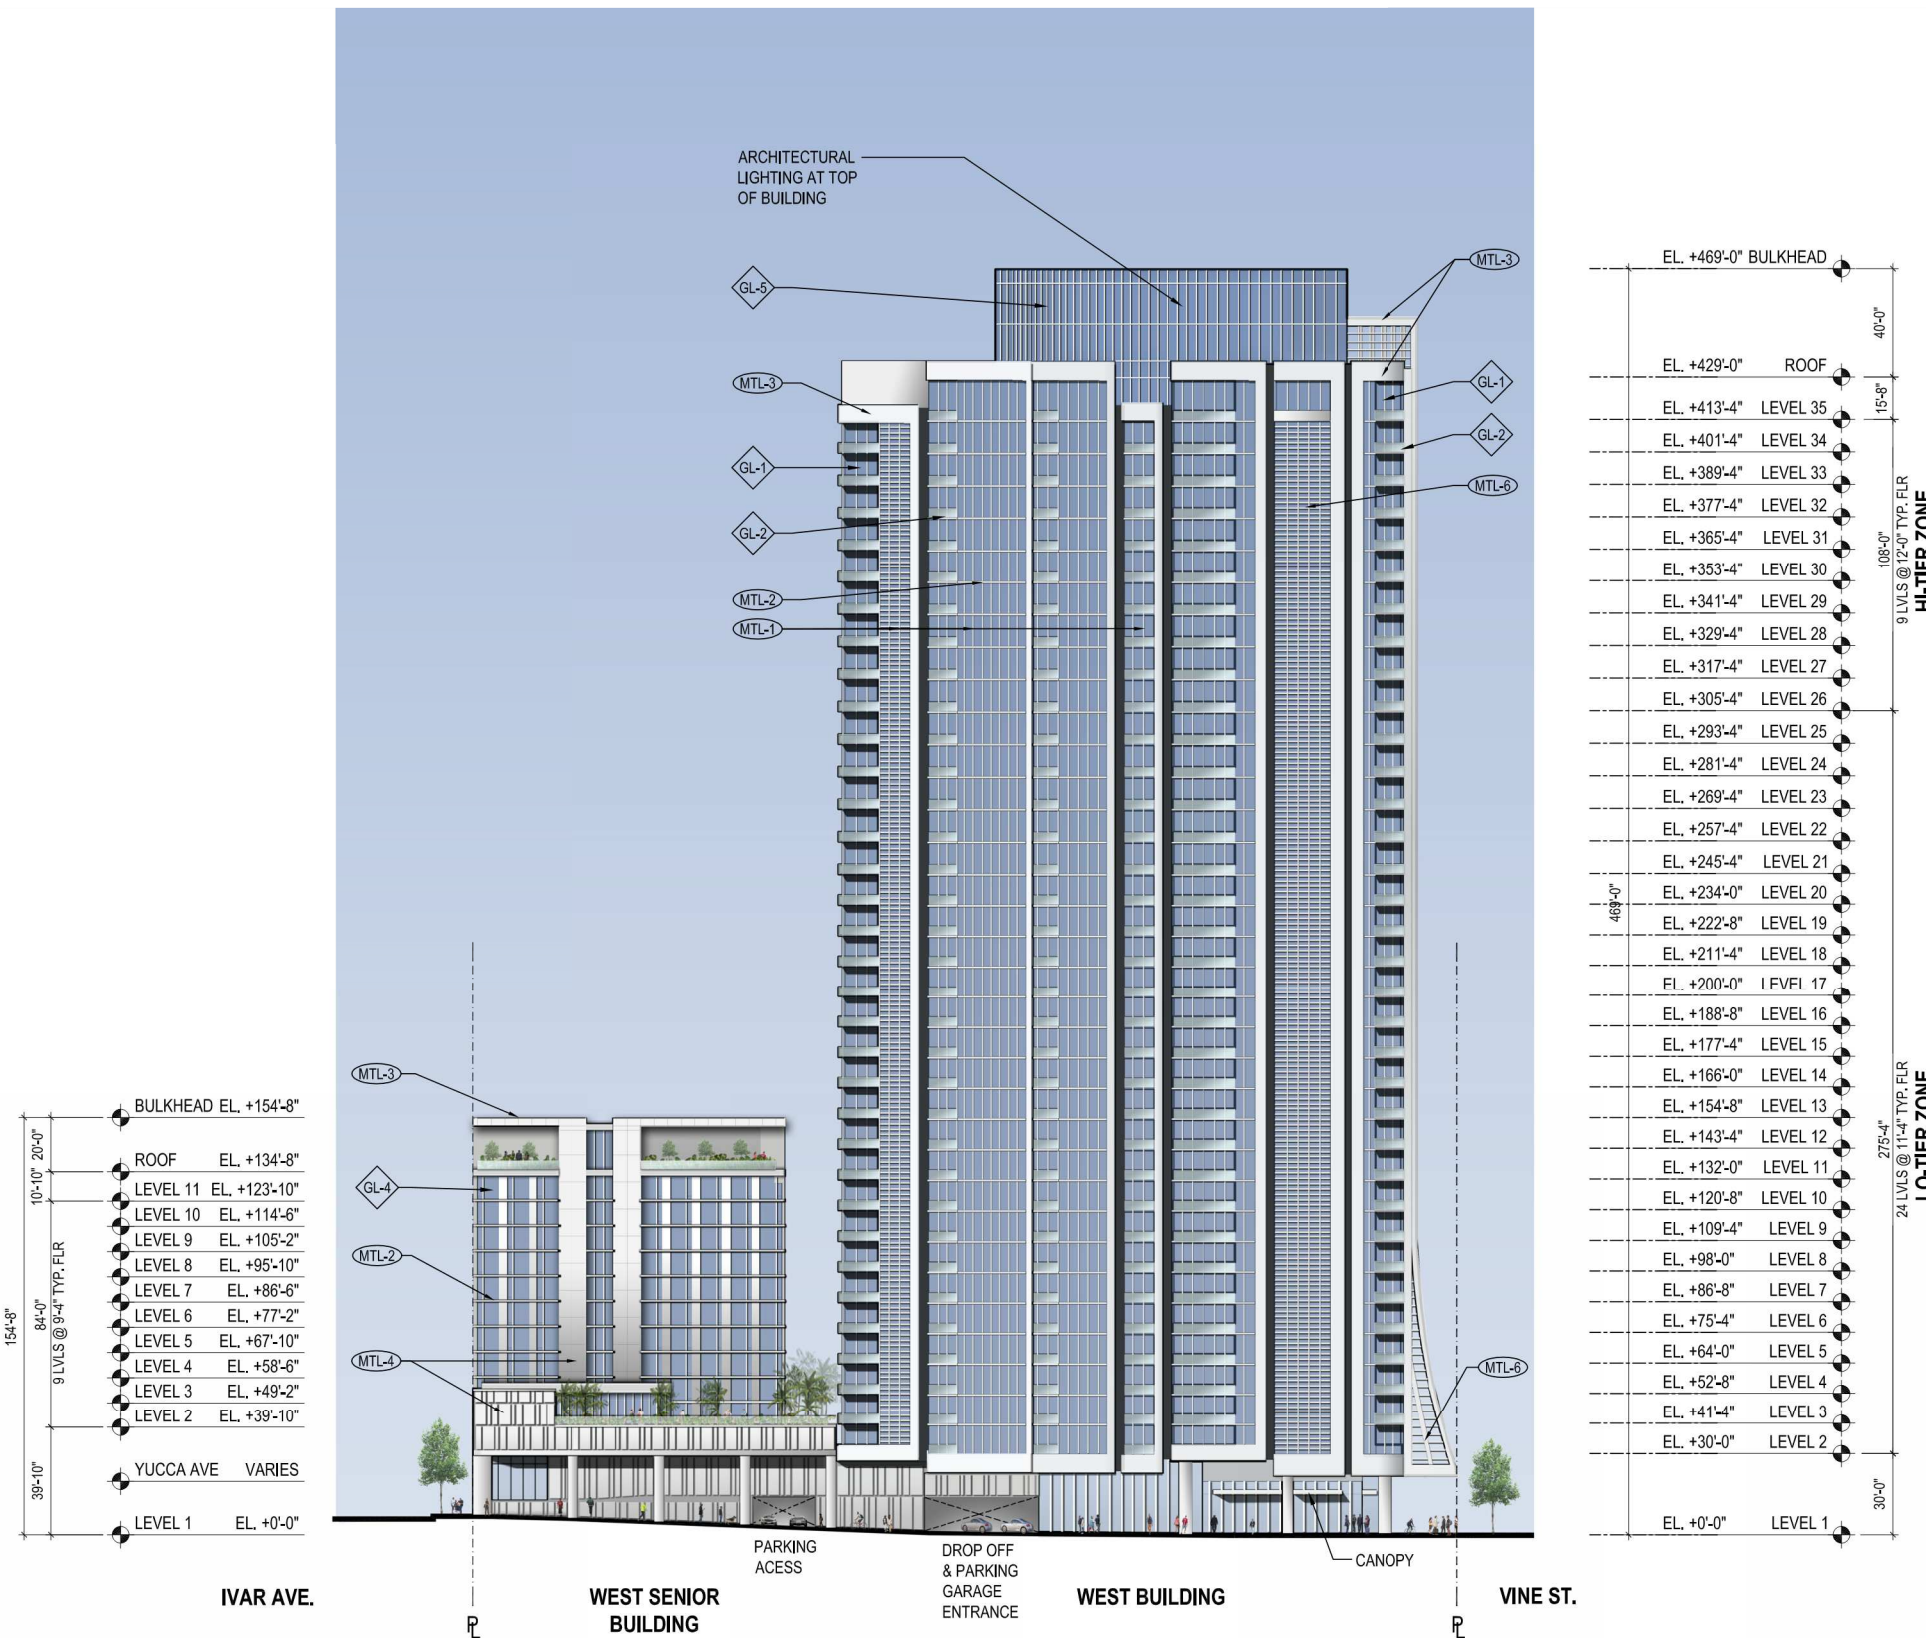 ARCHITECTURAL
LIGHTING AT TOP
OF BUILDING
GL-5
MTL-3
GL-1
GL-2
MTL-2
MTL-1
MTL-3
GL-1
GL-2
MTL-6
MTL-6
MTL-3
GL-4
MTL-2
MTL-4
BULKHEAD EL. +154'-8"
ROOF EL. +134'-8"
LEVEL 11 EL. +123'-10"
LEVEL 10 EL. +114'-6"
LEVEL 9 EL. +105'-2"
LEVEL 8 EL. +95'-10"
LEVEL 7 EL. +86'-6"
LEVEL 6 EL. +77'-2"
LEVEL 5 EL. +67'-10"
LEVEL 4 EL. +58'-6"
LEVEL 3 EL. +49'-2"
LEVEL 2 EL. +39'-10"
YUCCA AVE VARIES
LEVEL 1 EL. +0'-0"
154'-8"
20'-0"
10'-10"
84'-0"
9 LVLS @ 9'-4" TYP. FLR
39'-10"
EL. +469'-0" BULKHEAD
EL. +429'-0" ROOF
EL. +413'-4" LEVEL 35
EL. +401'-4" LEVEL 34
EL. +389'-4" LEVEL 33
EL. +377'-4" LEVEL 32
EL. +365'-4" LEVEL 31
EL. +353'-4" LEVEL 30
EL. +341'-4" LEVEL 29
EL. +329'-4" LEVEL 28
EL. +317'-4" LEVEL 27
EL. +305'-4" LEVEL 26
EL. +293'-4" LEVEL 25
EL. +281'-4" LEVEL 24
EL. +269'-4" LEVEL 23
EL. +257'-4" LEVEL 22
EL. +245'-4" LEVEL 21
EL. +234'-0" LEVEL 20
EL. +222'-8" LEVEL 19
EL. +211'-4" LEVEL 18
EL. +200'-0" LEVEL 17
EL. +188'-8" LEVEL 16
EL. +177'-4" LEVEL 15
EL. +166'-0" LEVEL 14
EL. +154'-8" LEVEL 13
EL. +143'-4" LEVEL 12
EL. +132'-0" LEVEL 11
EL. +120'-8" LEVEL 10
EL. +109'-4" LEVEL 9
EL. +98'-0" LEVEL 8
EL. +86'-8" LEVEL 7
EL. +75'-4" LEVEL 6
EL. +64'-0" LEVEL 5
EL. +52'-8" LEVEL 4
EL. +41'-4" LEVEL 3
EL. +30'-0" LEVEL 2
EL. +0'-0" LEVEL 1
469'-0"
40'-0"
15'-8"
108'-0"
9 LVLS @ 12'-0" TYP. FLR
HI-TIER ZONE
275'-4"
24 LVLS @ 11'-4" TYP. FLR
LO-TIER ZONE
30'-0"
PARKING
ACESS
DROP OFF
& PARKING
GARAGE
ENTRANCE
CANOPY
IVAR AVE.
WEST SENIOR
BUILDING
WEST BUILDING
VINE ST.
PL
PL